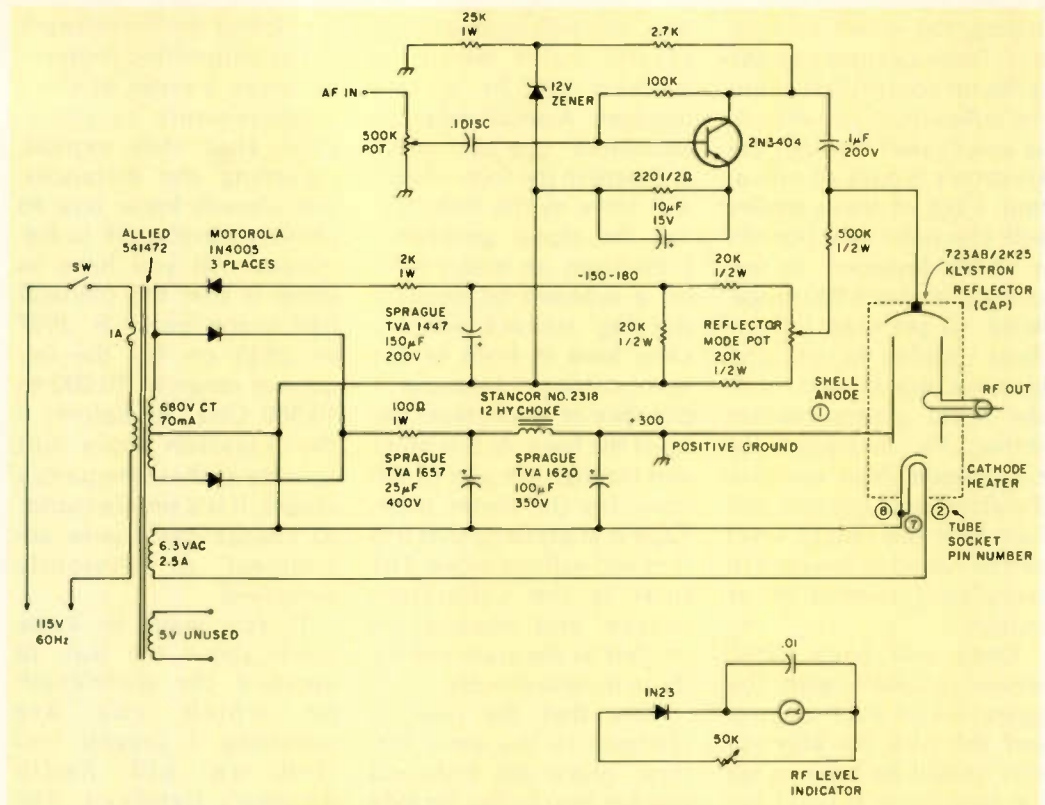 25K
1W
2.7K
100K
AF IN
12V
ZENER
.1DISC
500K
POT
2N3404
.1µF
200V
2201/2Ω
10µF
15V
+
ALLIED
541472
MOTOROLA
1N4005
3 PLACES
SW
1A
2K
1W
-150-180
20K
1/2W
500K
1/2W
723AB/2K25
KLYSTRON
REFLECTOR
(CAP)
SPRAGUE
TVA 1447
150µF
200V
+
20K
1/2W
REFLECTOR
MODE POT
20K
1/2W
SHELL
ANODE
1
RF OUT
680V CT
70mA
100Ω
1W
STANCOR NO.2318
12 HY CHOKE
+300
POSITIVE GROUND
SPRAGUE
TVA 1657
25µF
400V
+
SPRAGUE
TVA 1620
100µF
350V
+
CATHODE
HEATER
8
7
2
TUBE
SOCKET
PIN NUMBER
6.3VAC
2.5A
115V
60Hz
5V UNUSED
.01
1N23
50K
RF LEVEL
INDICATOR